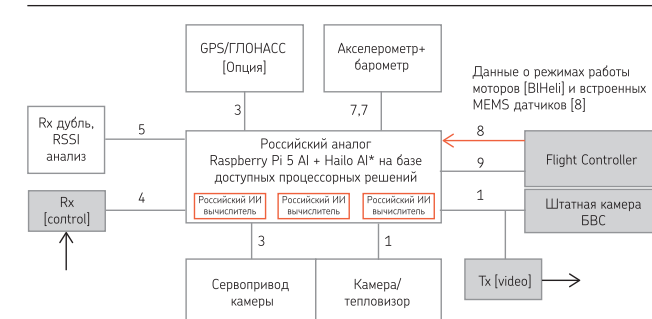 GPS/ГЛОНАСС
[Опция]
Акселерометр+
барометр
Данные о режимах работы
моторов [BlHeli] и встроенных
MEMS датчиков [8]
3
7,7
Rx дубль,
RSSI
анализ
5
Российский аналог
Raspberry Pi 5 AI + Hailo AI* на базе
доступных процессорных решений
8
9
Flight Controller
Rx
[control]
4
Российский ИИ
вычислитель
Российский ИИ
вычислитель
Российский ИИ
вычислитель
1
Штатная камера
БВС
3
1
Сервопривод
камеры
Камера/
тепловизор
Tx [video]